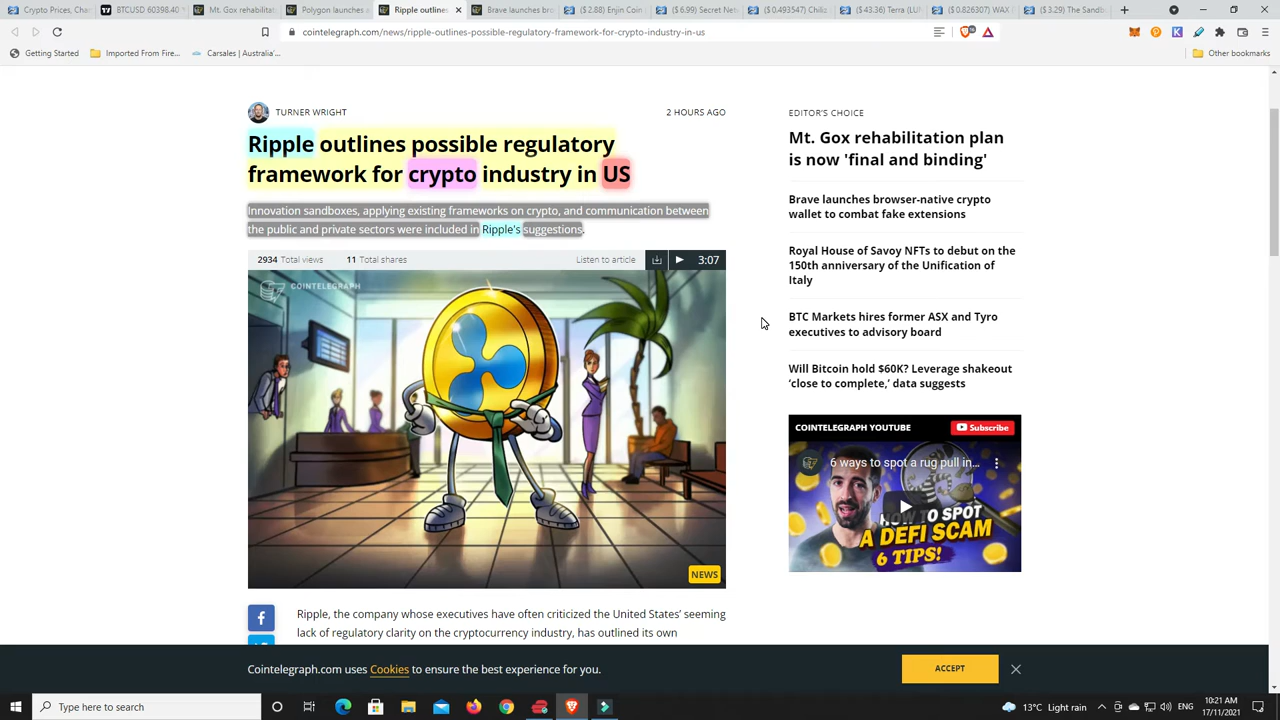 Crypto Prices, Char
BTCUSD 60398.40
Mt. Gox rehabilita
Polygon launches
Ripple outlines
Brave launches bro
($2.88) Enjin Coin
($6.99) Secret Net
($0.493547) Chiliz
($43.36) Terra (LU
($0.826307) WAX
($3.29) The Sandb
cointelegraph.com/news/ripple-outlines-possible-regulatory-framework-for-crypto-industry-in-us
Getting Started
Imported From Fire...
Carsales | Australia'...
Other bookmarks
TURNER WRIGHT
2 HOURS AGO
Ripple outlines possible regulatory
framework for crypto industry in US
Innovation sandboxes, applying existing frameworks on crypto, and communication between
the public and private sectors were included in Ripple's suggestions.
2934 Total views
11 Total shares
Listen to article
3:07
COINTELEGRAPH
NEWS
Ripple, the company whose executives have often criticized the United States' seeming
lack of regulatory clarity on the cryptocurrency industry, has outlined its own
EDITOR'S CHOICE
Mt. Gox rehabilitation plan
is now 'final and binding'
Brave launches browser-native crypto
wallet to combat fake extensions
Royal House of Savoy NFTs to debut on the
150th anniversary of the Unification of
Italy
BTC Markets hires former ASX and Tyro
executives to advisory board
Will Bitcoin hold $60K? Leverage shakeout
'close to complete,' data suggests
COINTELEGRAPH YOUTUBE
Subscribe
6 ways to spot a rug pull in...
HOW TO SPOT
A DEFI SCAM
6 TIPS!
Cointelegraph.com uses Cookies to ensure the best experience for you.
ACCEPT
Type here to search
13°C Light rain
ENG
10:21 AM
17/11/2021